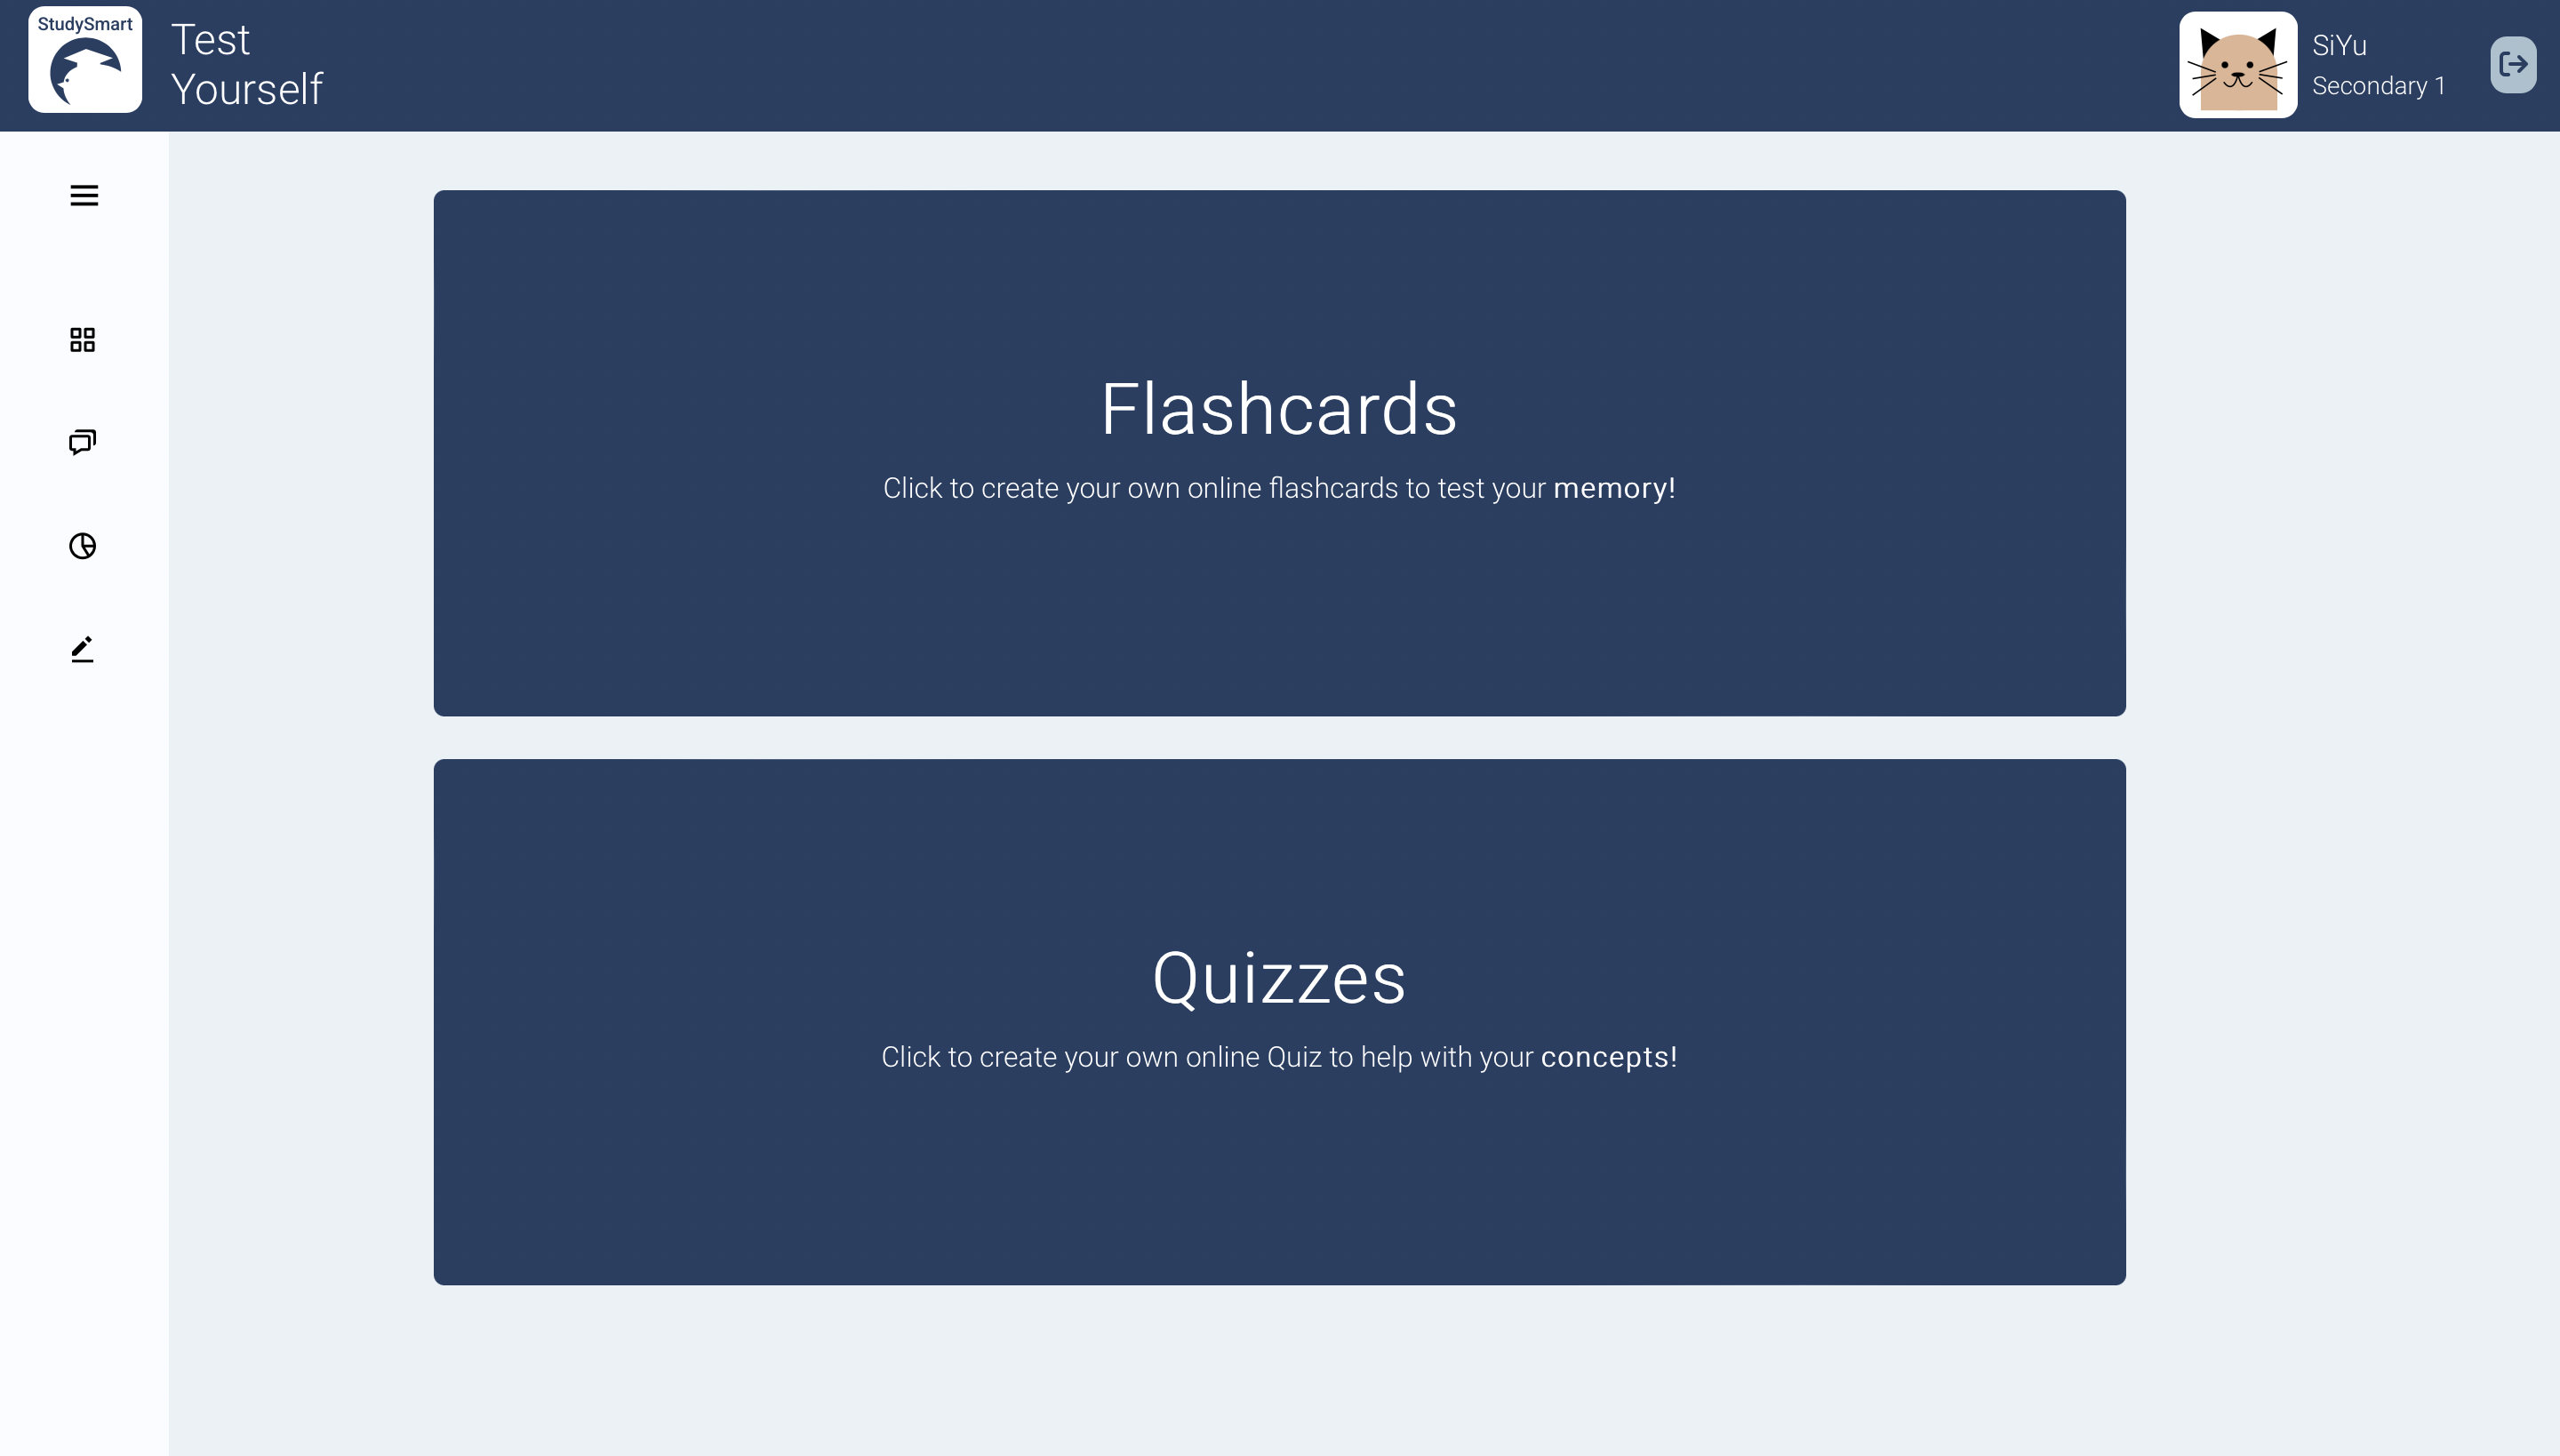 StudySmart
Test
Yourself
SiYu
Secondary 1
Flashcards
Click to create your own online flashcards to test your memory!
Quizzes
Click to create your own online Quiz to help with your concepts!